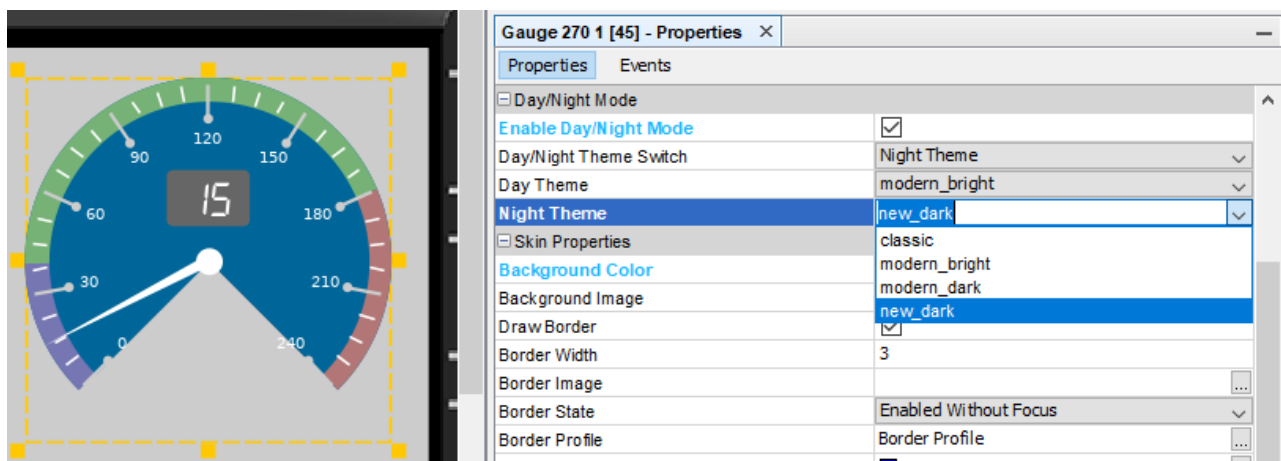 Gauge 270 1 [45] - Properties
Properties Events
Day/Night Mode
Enable Day/Night Mode
Day/Night Theme Switch Night Theme
Day Theme modern_bright
Night Theme new_dark
classic
modern_bright
modern_dark
new_dark
Skin Properties
Background Color
Background Image
Draw Border
Border Width 3
Border Image ...
Border State Enabled Without Focus
Border Profile Border Profile ...
120
90 150
15
60 180
30 210
0 240